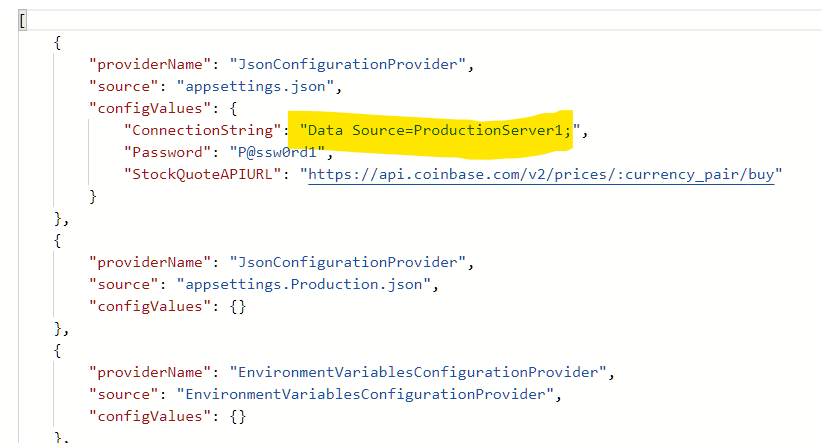 [
{
"providerName": "JsonConfigurationProvider",
"source": "appsettings.json",
"configValues": {
"ConnectionString": "Data Source=ProductionServer1;",
"Password": "P@ssw0rd1",
"StockQuoteAPIURL": "https://api.coinbase.com/v2/prices/:currency_pair/buy"
}
},
{
"providerName": "JsonConfigurationProvider",
"source": "appsettings.Production.json",
"configValues": {}
},
{
"providerName": "EnvironmentVariablesConfigurationProvider",
"source": "EnvironmentVariablesConfigurationProvider",
"configValues": {}
},